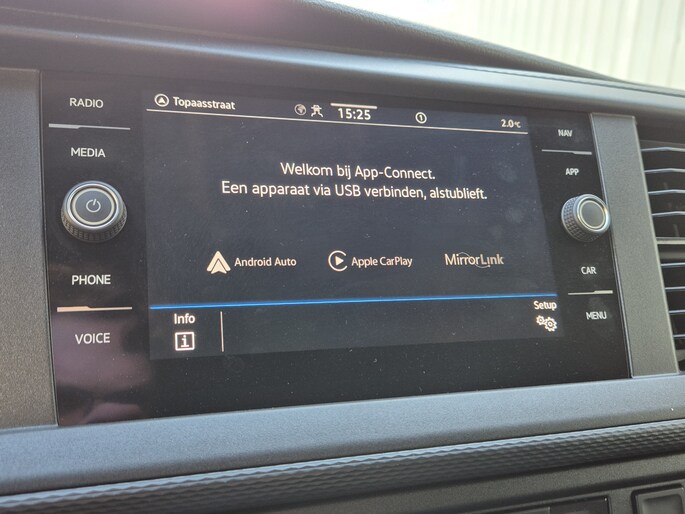 RADIO
MEDIA
PHONE
VOICE
Topaasstraat
15:25
1
2.0°C
Welkom bij App-Connect.
Een apparaat via USB verbinden, alstublieft.
Android Auto
Apple CarPlay
MirrorLink
Info
i
Setup
NAV
APP
CAR
MENU